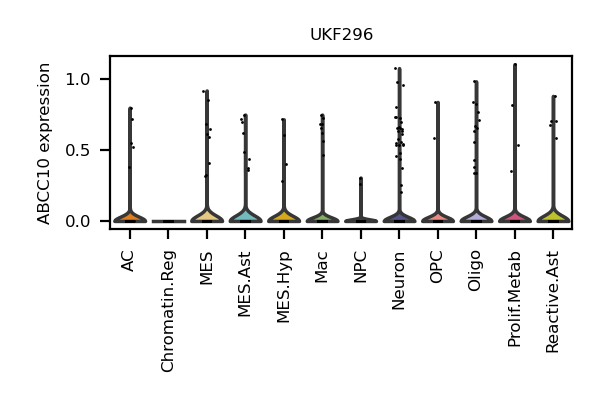 UKF296
ABCC10 expression
1.0
0.5
0.0
AC
Chromatin.Reg
MES
MES.Ast
MES.Hyp
Mac
NPC
Neuron
OPC
Oligo
Prolif.Metab
Reactive.Ast